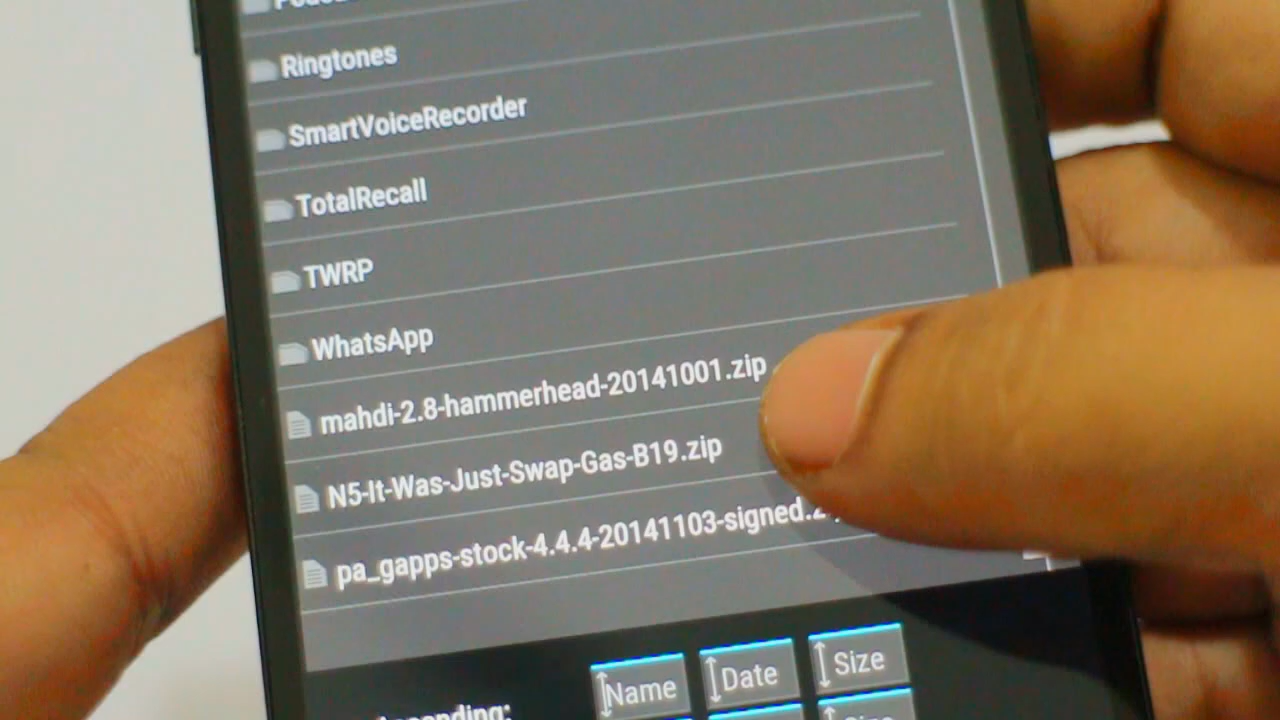 Ringtones
SmartVoiceRecorder
TotalRecall
TWRP
WhatsApp
mahdi-2.8-hammerhead-20141001.zip
N5-It-Was-Just-Swap-Gas-B19.zip
pa_gapps-stock-4.4.4-20141103-signed.z
Name Date Size